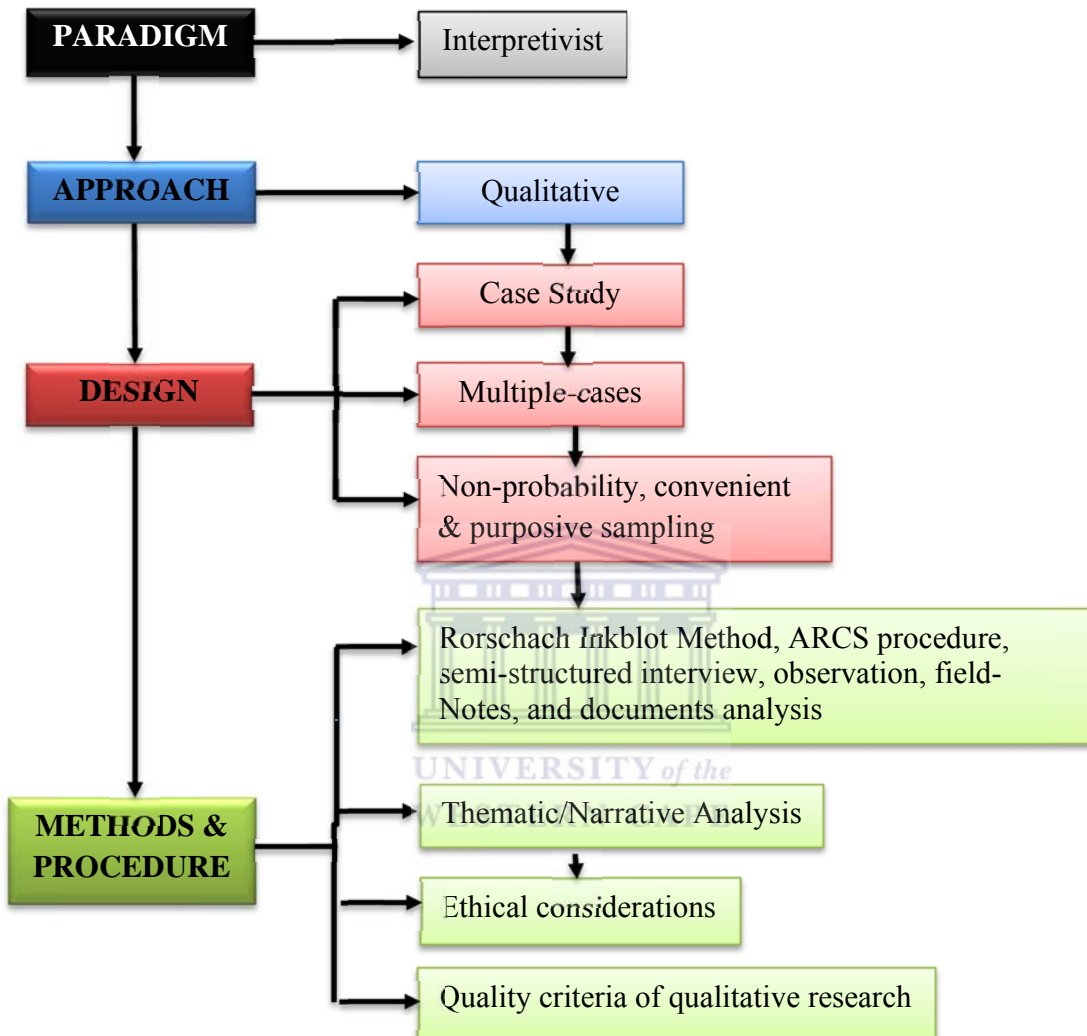 PARADIGM
Interpretivist
APPROACH
Qualitative
Case Study
DESIGN
Multiple-cases
Non-probability, convenient
& purposive sampling
Rorschach Inkblot Method, ARCS procedure,
semi-structured interview, observation, field-
Notes, and documents analysis
UNIVERSITY of the
WESTERN CAPE
METHODS &
PROCEDURE
Thematic/Narrative Analysis
Ethical considerations
Quality criteria of qualitative research